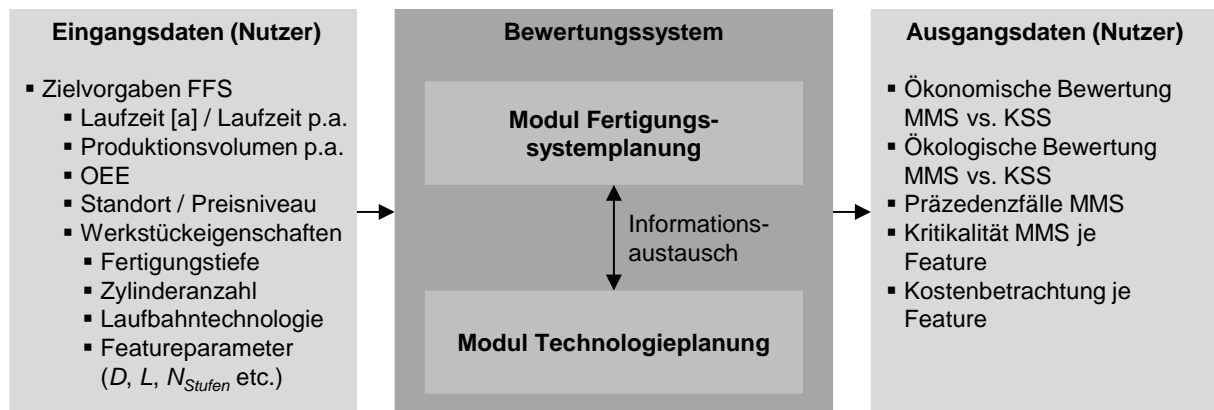 Eingangsdaten (Nutzer)
▪ Zielvorgaben FFS
▪ Laufzeit [a] / Laufzeit p.a.
▪ Produktionsvolumen p.a.
▪ OEE
▪ Standort / Preisniveau
▪ Werkstückeigenschaften
▪ Fertigungstiefe
▪ Zylinderanzahl
▪ Laufbahntechnologie
▪ Featureparameter
(D, L, N_Stufen etc.)
Bewertungssystem
Modul Fertigungs-
systemplanung
Informations-
austausch
Modul Technologieplanung
Ausgangsdaten (Nutzer)
▪ Ökonomische Bewertung
MMS vs. KSS
▪ Ökologische Bewertung
MMS vs. KSS
▪ Präzedenzfälle MMS
▪ Kritikalität MMS je
Feature
▪ Kostenbetrachtung je
Feature